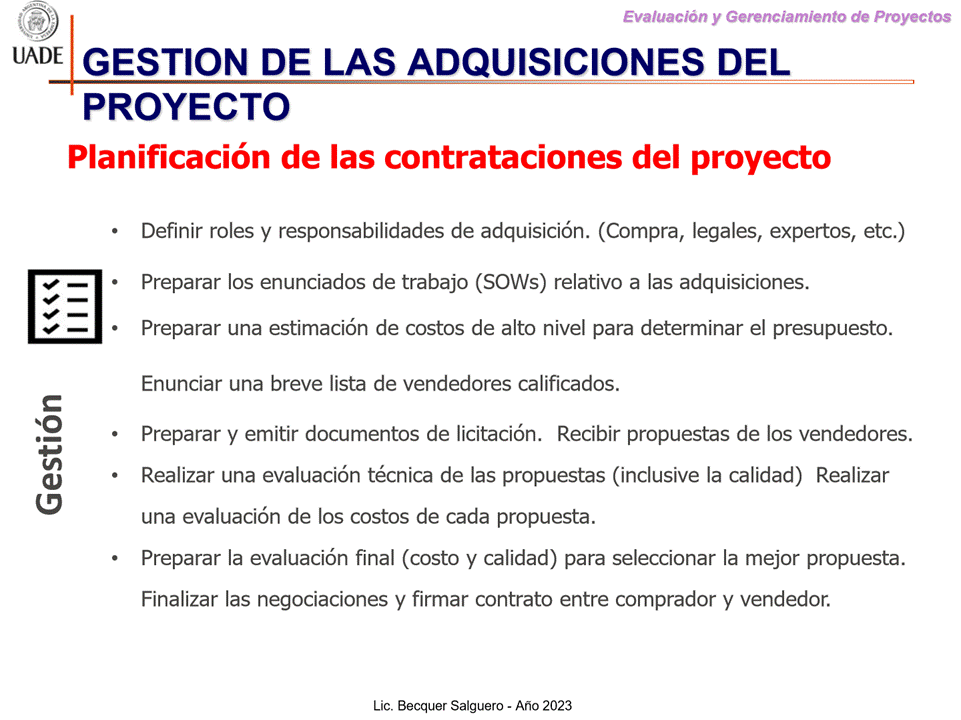 Evaluación y Gerenciamiento de Proyectos
UADE
GESTION DE LAS ADQUISICIONES DEL
PROYECTO
Planificación de las contrataciones del proyecto
• Definir roles y responsabilidades de adquisición. (Compra, legales, expertos, etc.)
• Preparar los enunciados de trabajo (SOWs) relativo a las adquisiciones.
• Preparar una estimación de costos de alto nivel para determinar el presupuesto.
Enunciar una breve lista de vendedores calificados.
• Preparar y emitir documentos de licitación. Recibir propuestas de los vendedores.
• Realizar una evaluación técnica de las propuestas (inclusive la calidad) Realizar
una evaluación de los costos de cada propuesta.
• Preparar la evaluación final (costo y calidad) para seleccionar la mejor propuesta.
Finalizar las negociaciones y firmar contrato entre comprador y vendedor.
Gestión
Lic. Becquer Salguero - Año 2023